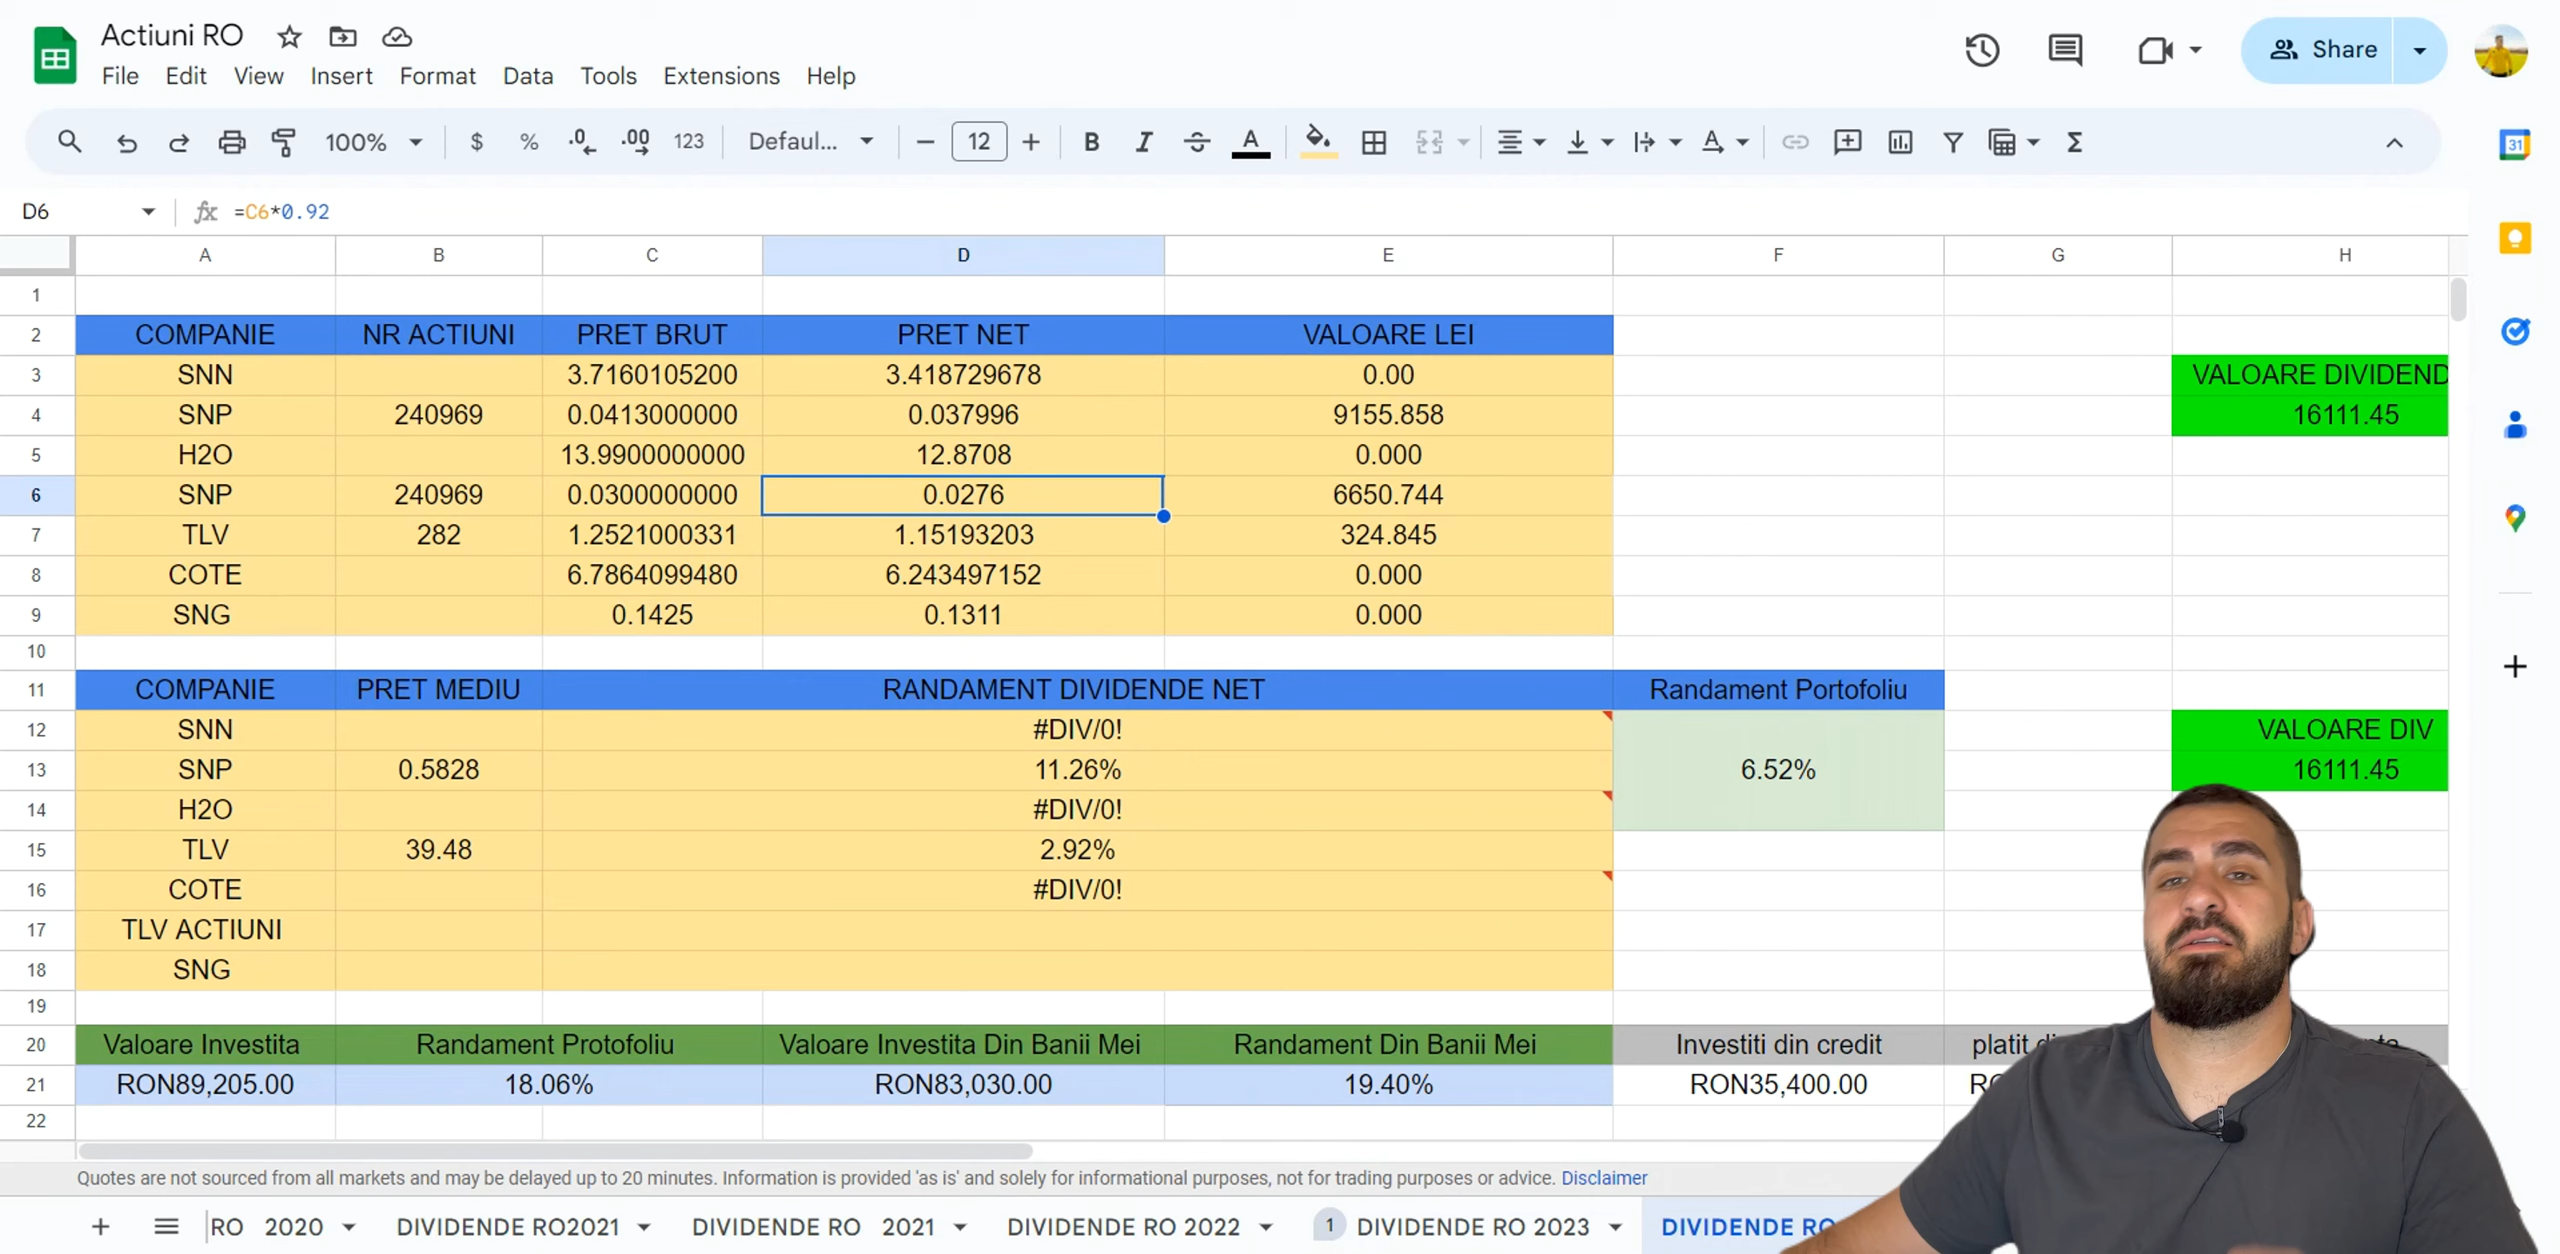 Actiuni RO
File Edit View Insert Format Data Tools Extensions Help
Share
100% $ % .0 .00 123 Defaul... 12 B I A
31
D6 fx =C6*0.92
A B C D E F G H
1
2 COMPANIE NR ACTIUNI PRET BRUT PRET NET VALOARE LEI
3 SNN 3.7160105200 3.418729678 0.00 VALOARE DIVIDEND
4 SNP 240969 0.0413000000 0.037996 9155.858 16111.45
5 H2O 13.9900000000 12.8708 0.000
6 SNP 240969 0.0300000000 0.0276 6650.744
7 TLV 282 1.2521000331 1.15193203 324.845
8 COTE 6.7864099480 6.243497152 0.000
9 SNG 0.1425 0.1311 0.000
10
11 COMPANIE PRET MEDIU RANDAMENT DIVIDENDE NET Randament Portofoliu
12 SNN #DIV/0! VALOARE DIV
13 SNP 0.5828 11.26% 6.52% 16111.45
14 H2O #DIV/0!
15 TLV 39.48 2.92%
16 COTE #DIV/0!
17 TLV ACTIUNI
18 SNG
19
20 Valoare Investita Randament Protofoliu Valoare Investita Din Banii Mei Randament Din Banii Mei Investiti din credit platit
21 RON89,205.00 18.06% RON83,030.00 19.40% RON35,400.00
22
Quotes are not sourced from all markets and may be delayed up to 20 minutes. Information is provided 'as is' and solely for informational purposes, not for trading purposes or advice. Disclaimer
RO 2020 DIVIDENDE RO2021 DIVIDENDE RO 2021 DIVIDENDE RO 2022 1 DIVIDENDE RO 2023 DIVIDENDE RO